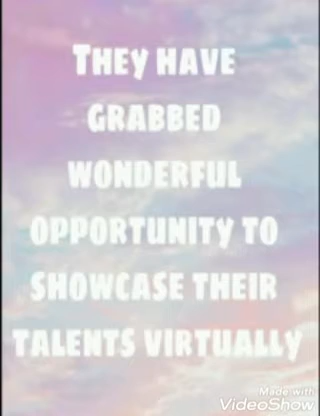 They have
grabbed
wonderful
opportunity to
showcase their
talents virtually
Made with
VideoShow